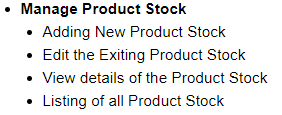 Manage Product Stock
Adding New Product Stock
Edit the Exiting Product Stock
View details of the Product Stock
Listing of all Product Stock